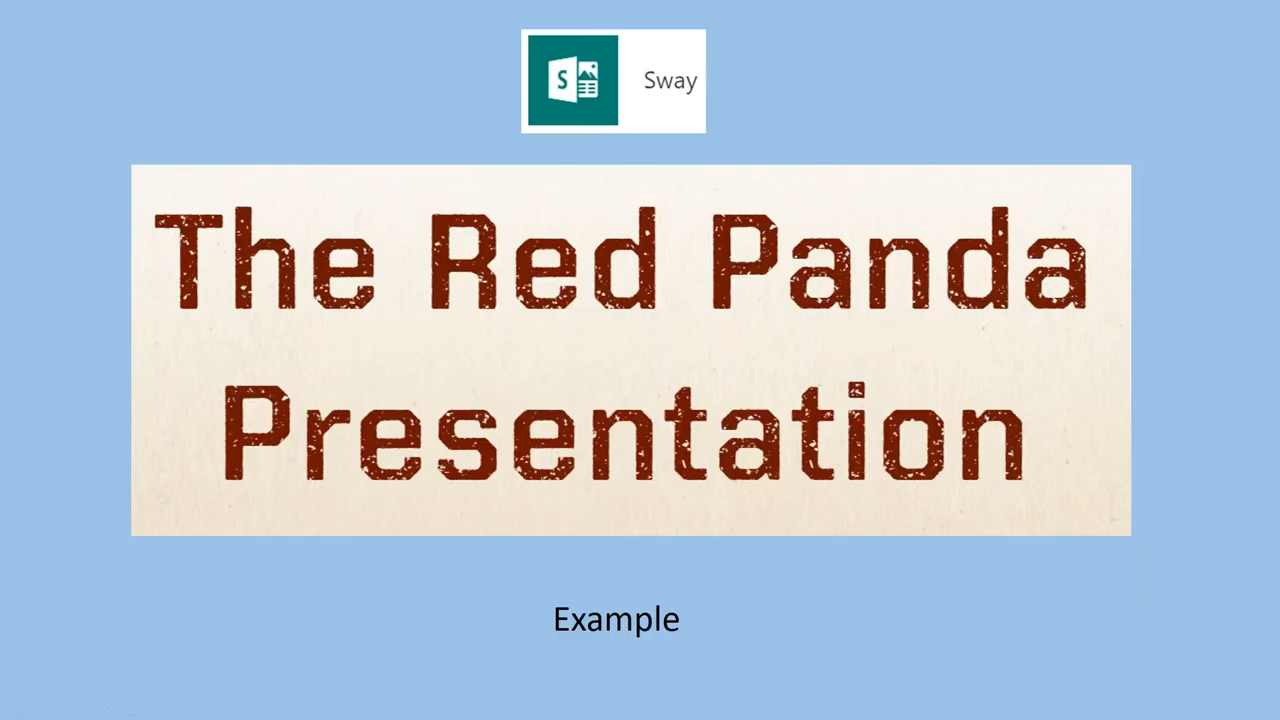 S
Sway
The Red Panda
Presentation
Example